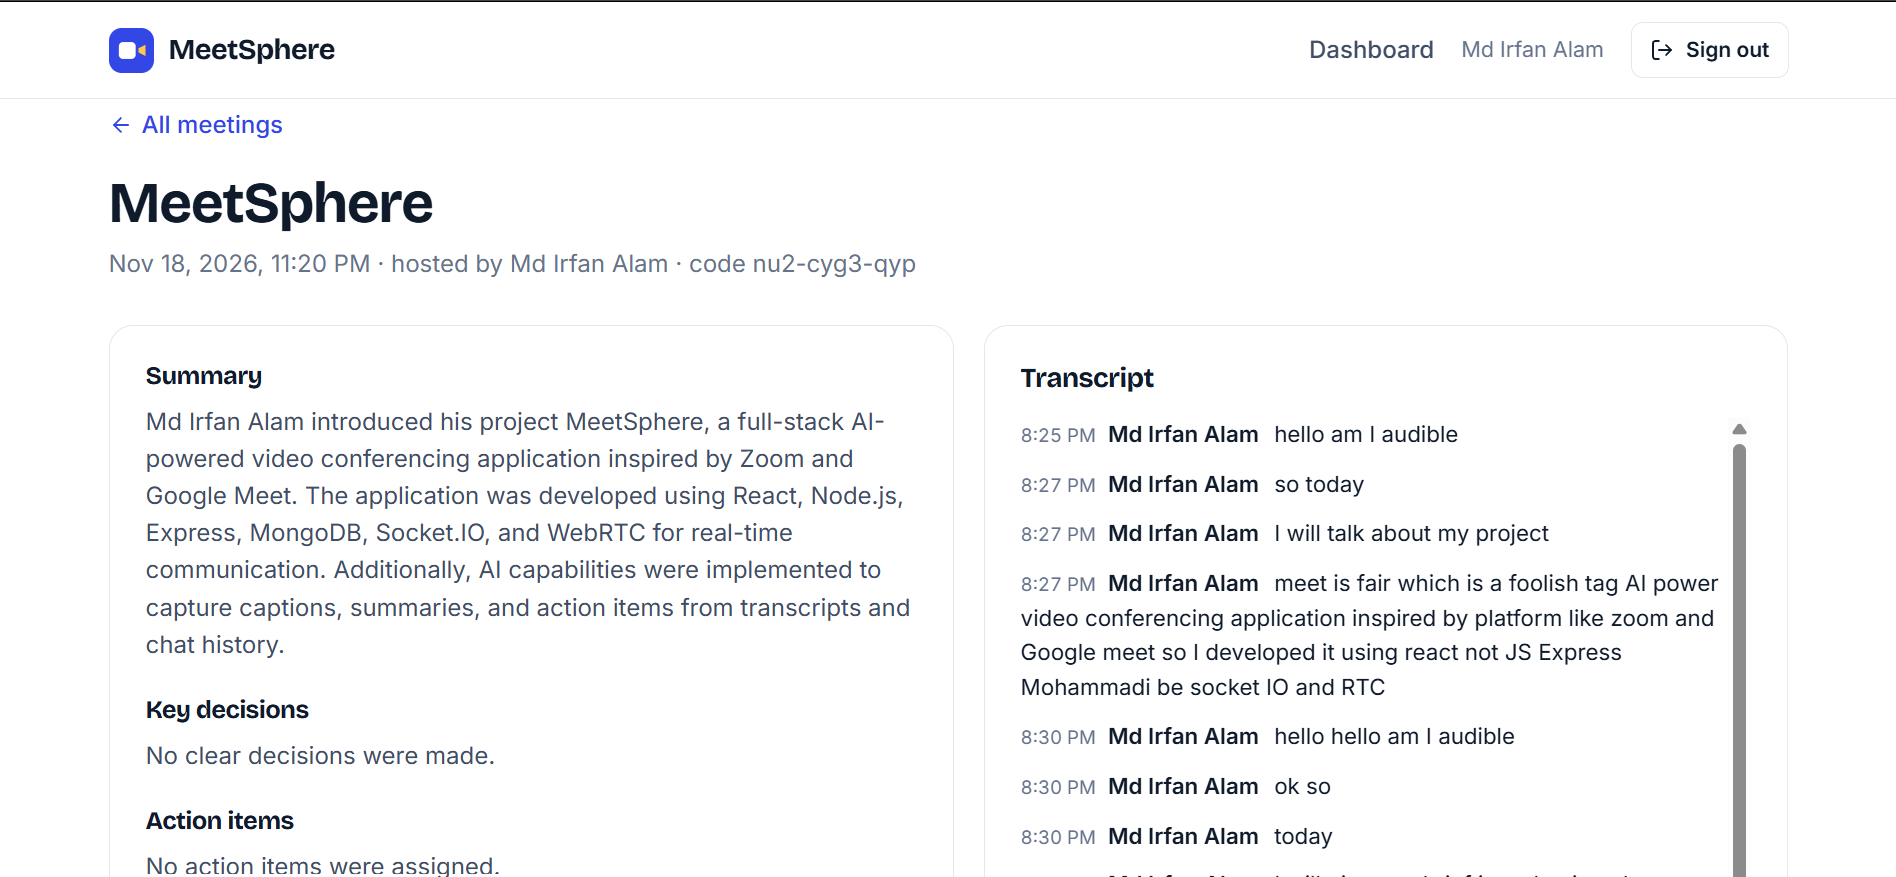 MeetSphere
Dashboard
Md Irfan Alam
Sign out
← All meetings
MeetSphere
Nov 18, 2026, 11:20 PM · hosted by Md Irfan Alam · code nu2-cyg3-qyp
Summary
Md Irfan Alam introduced his project MeetSphere, a full-stack AI-
powered video conferencing application inspired by Zoom and
Google Meet. The application was developed using React, Node.js,
Express, MongoDB, Socket.IO, and WebRTC for real-time
communication. Additionally, AI capabilities were implemented to
capture captions, summaries, and action items from transcripts and
chat history.
Key decisions
No clear decisions were made.
Action items
No action items were assigned.
Transcript
8:25 PM Md Irfan Alam hello am I audible
8:27 PM Md Irfan Alam so today
8:27 PM Md Irfan Alam I will talk about my project
8:27 PM Md Irfan Alam meet is fair which is a foolish tag AI power
video conferencing application inspired by platform like zoom and
Google meet so I developed it using react not JS Express
Mohammadi be socket IO and RTC
8:30 PM Md Irfan Alam hello hello am I audible
8:30 PM Md Irfan Alam ok so
8:30 PM Md Irfan Alam today